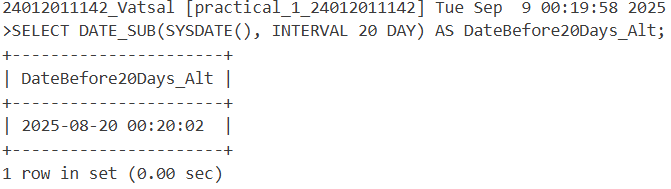 24012011142_Vatsal [practical_1_24012011142] Tue Sep  9 00:19:58 2025
>SELECT DATE_SUB(SYSDATE(), INTERVAL 20 DAY) AS DateBefore20Days_Alt;
+----------------------+
| DateBefore20Days_Alt |
+----------------------+
| 2025-08-20 00:20:02  |
+----------------------+
1 row in set (0.00 sec)